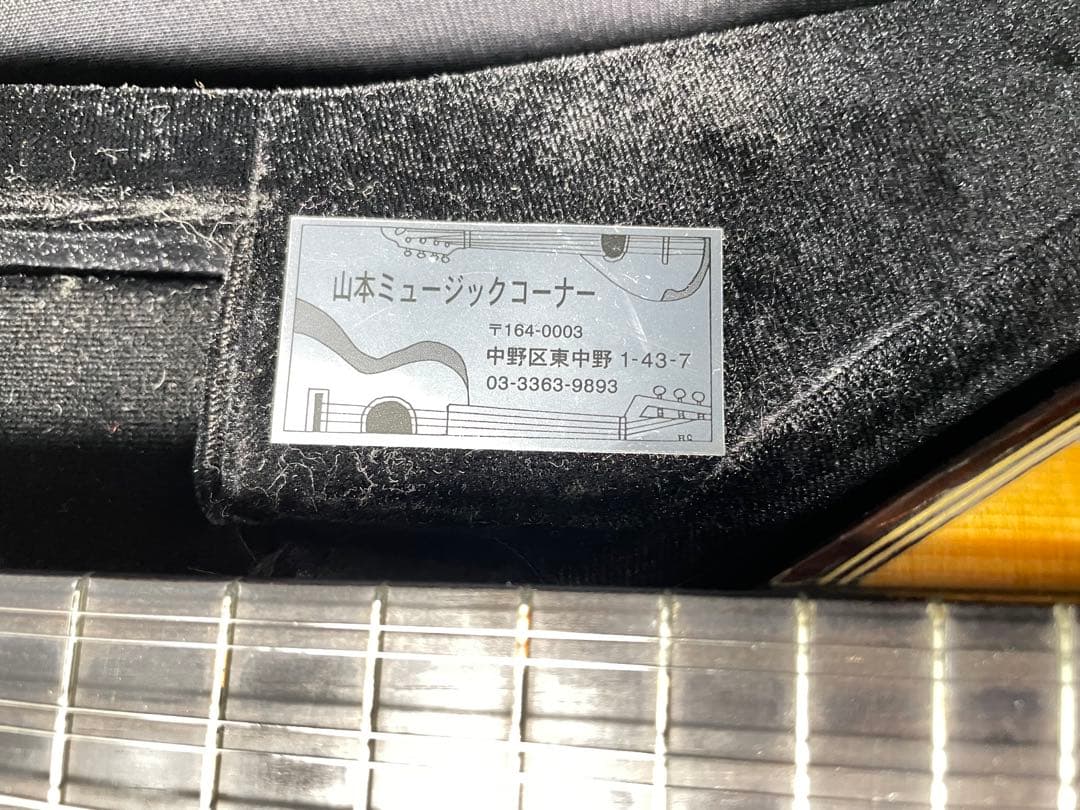 山本ミュージックコーナー
〒164-0003
中野区東中野 1-43-7
03-3363-9893